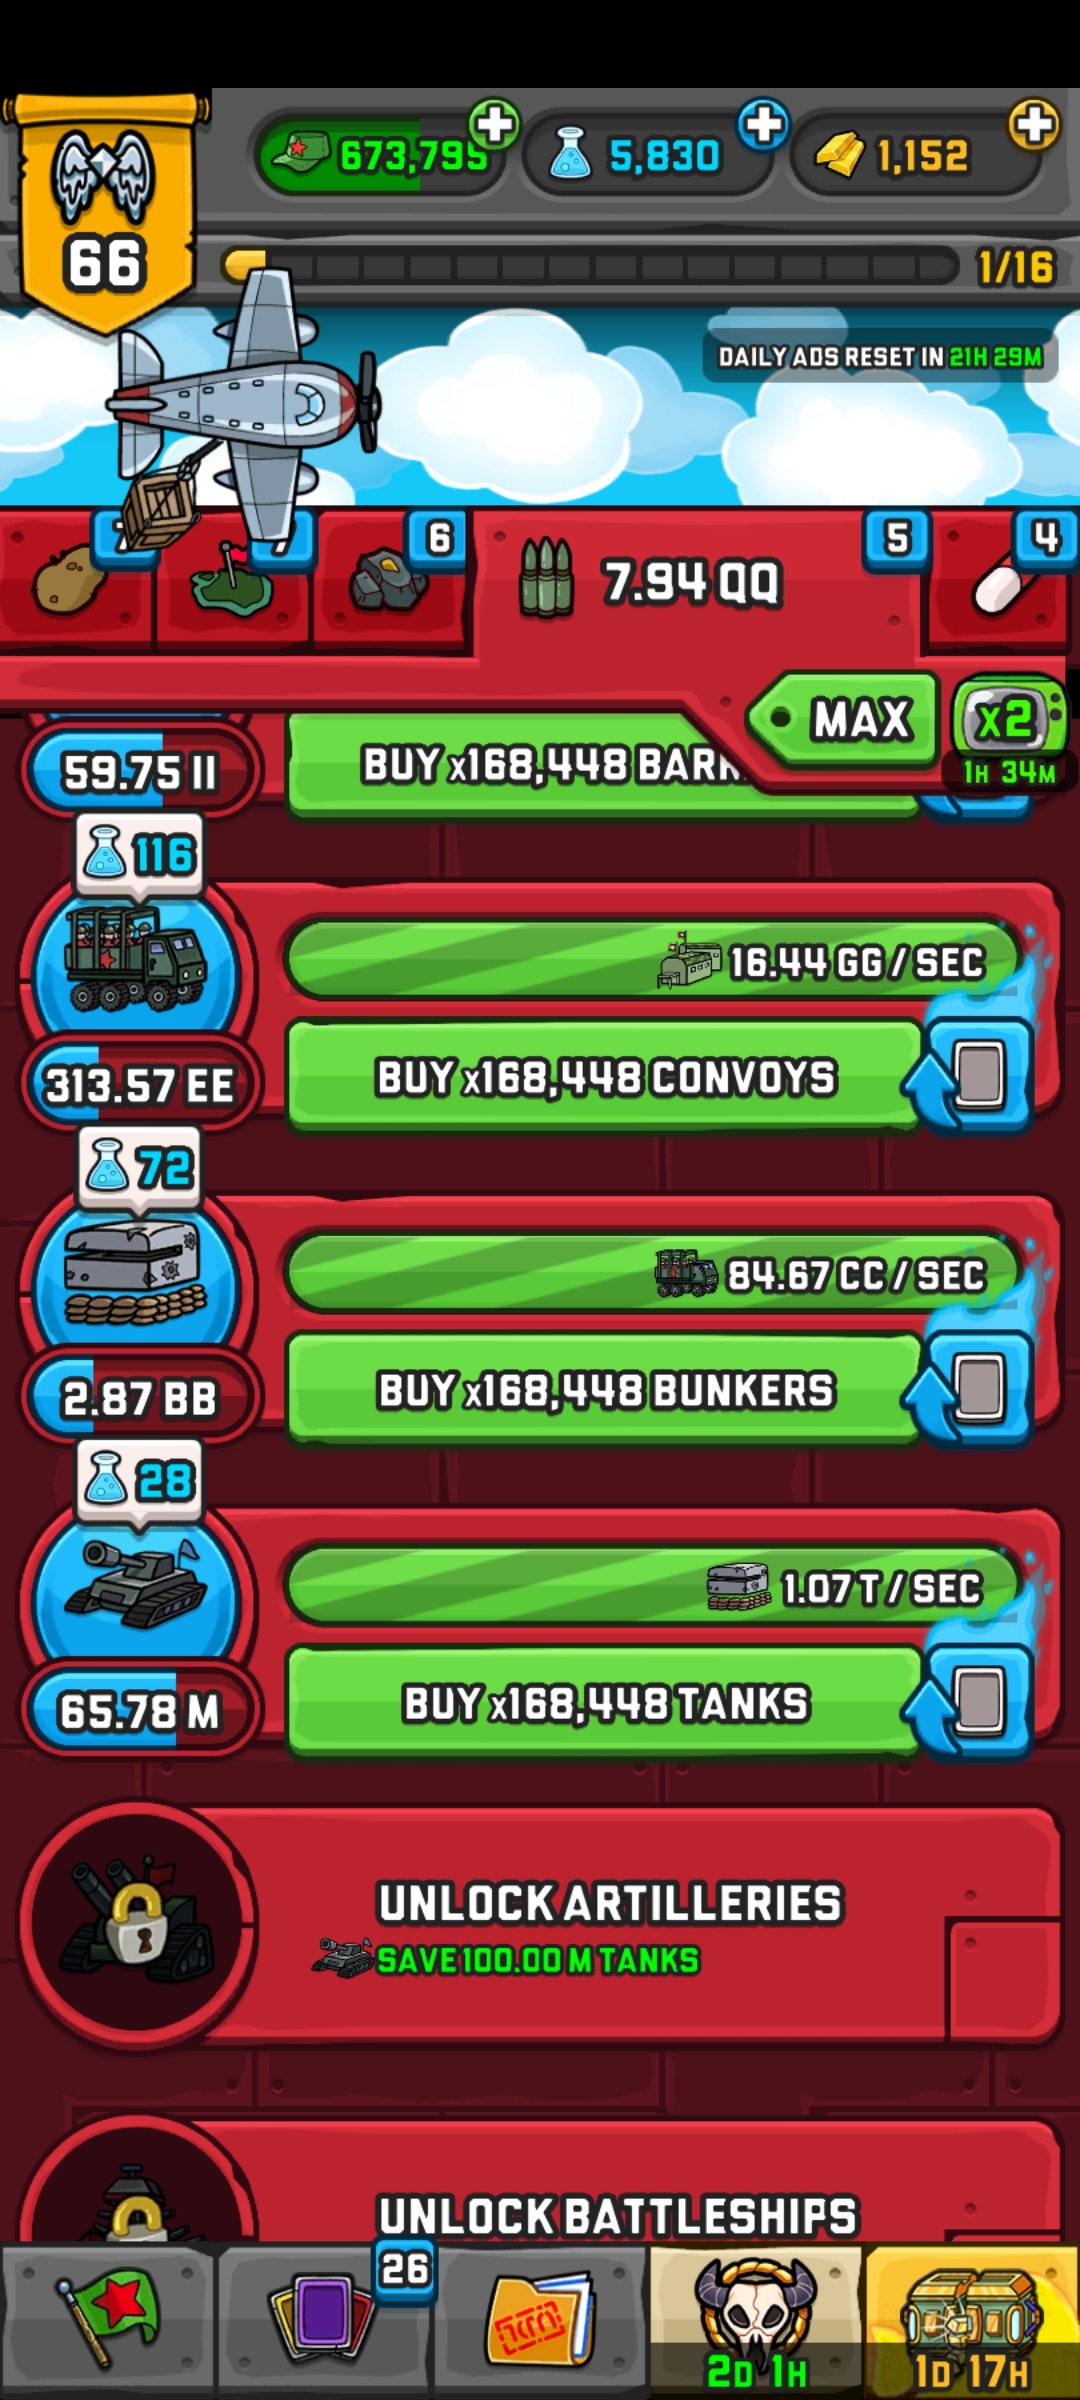 673,795
5,830
1,152
66
1/16
DAILY ADS RESET IN 21H 29M
7
7
6
7.94 QQ
5
4
MAX
x2
1H 34M
59.75 II
BUY x168,448
116
16.44 GG / SEC
BUY x168,448 CONVOYS
313.57 EE
72
84.67 CC / SEC
BUY x168,448 BUNKERS
2.87 BB
28
1.07 T / SEC
BUY x168,448 TANKS
65.78 M
UNLOCK ARTILLERIES
SAVE 100.00 M TANKS
UNLOCK BATTLESHIPS
26
2D 1H
1D 17H